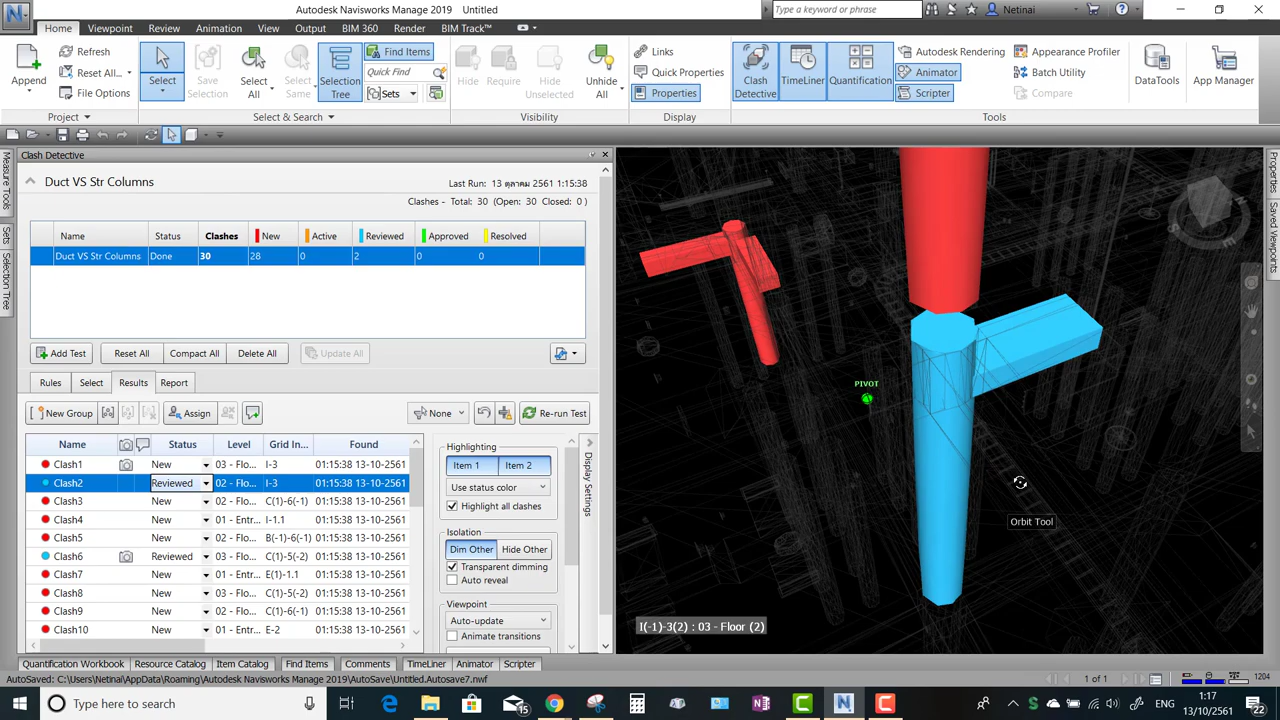 Autodesk Navisworks Manage 2019 Untitled
Type a keyword or phrase
Netinai
Home Viewpoint Review Animation View Output BIM 360 Render BIM Track™
Append
Refresh
Reset All...
File Options
Project
Select
Save Selection
Select All
Select Same
Selection Tree
Find Items
Quick Find
Sets
Select & Search
Hide
Require
Hide Unselected
Unhide All
Visibility
Links
Quick Properties
Properties
Display
Clash Detective
TimeLiner
Quantification
Autodesk Rendering
Animator
Scripter
Appearance Profiler
Batch Utility
Compare
Tools
DataTools
App Manager
Measure Tools
Sets
Selection Tree
Clash Detective
Duct VS Str Columns
Last Run: 13 ตุลาคม 2561 1:15:38
Clashes - Total: 30 (Open: 30 Closed: 0 )
Name Status Clashes New Active Reviewed Approved Resolved
Duct VS Str Columns Done 30 28 0 2 0 0
Add Test Reset All Compact All Delete All Update All
Rules Select Results Report
New Group Assign None Re-run Test
Name Status Level Grid In... Found
Clash1 New 03 - Flo... I-3 01:15:38 13-10-2561
Clash2 Reviewed 02 - Flo... I-3 01:15:38 13-10-2561
Clash3 New 02 - Flo... C(1)-6(-1) 01:15:38 13-10-2561
Clash4 New 01 - Entr... I-1.1 01:15:38 13-10-2561
Clash5 New 02 - Flo... B(-1)-6(-1) 01:15:38 13-10-2561
Clash6 Reviewed 03 - Flo... C(1)-5(-2) 01:15:38 13-10-2561
Clash7 New 01 - Entr... E(1)-1.1 01:15:38 13-10-2561
Clash8 New 03 - Flo... C(1)-5(-2) 01:15:38 13-10-2561
Clash9 New 02 - Flo... C(1)-6(-1) 01:15:38 13-10-2561
Clash10 New 01 - Entr... E-2 01:15:38 13-10-2561
Highlighting
Item 1 Item 2
Use status color
Highlight all clashes
Isolation
Dim Other Hide Other
Transparent dimming
Auto reveal
Viewpoint
Auto-update
Animate transitions
Display Settings
PIVOT
Orbit Tool
I(-1)-3(2) : 03 - Floor (2)
Properties
Saved Viewpoints
Quantification Workbook Resource Catalog Item Catalog Find Items Comments TimeLiner Animator Scripter
AutoSaved: C:\Users\Netinai\AppData\Roaming\Autodesk Navisworks Manage 2019\AutoSave\Untitled.Autosave7.nwf
1 of 1
1204
Type here to search
15
ENG
1:17
13/10/2561
22